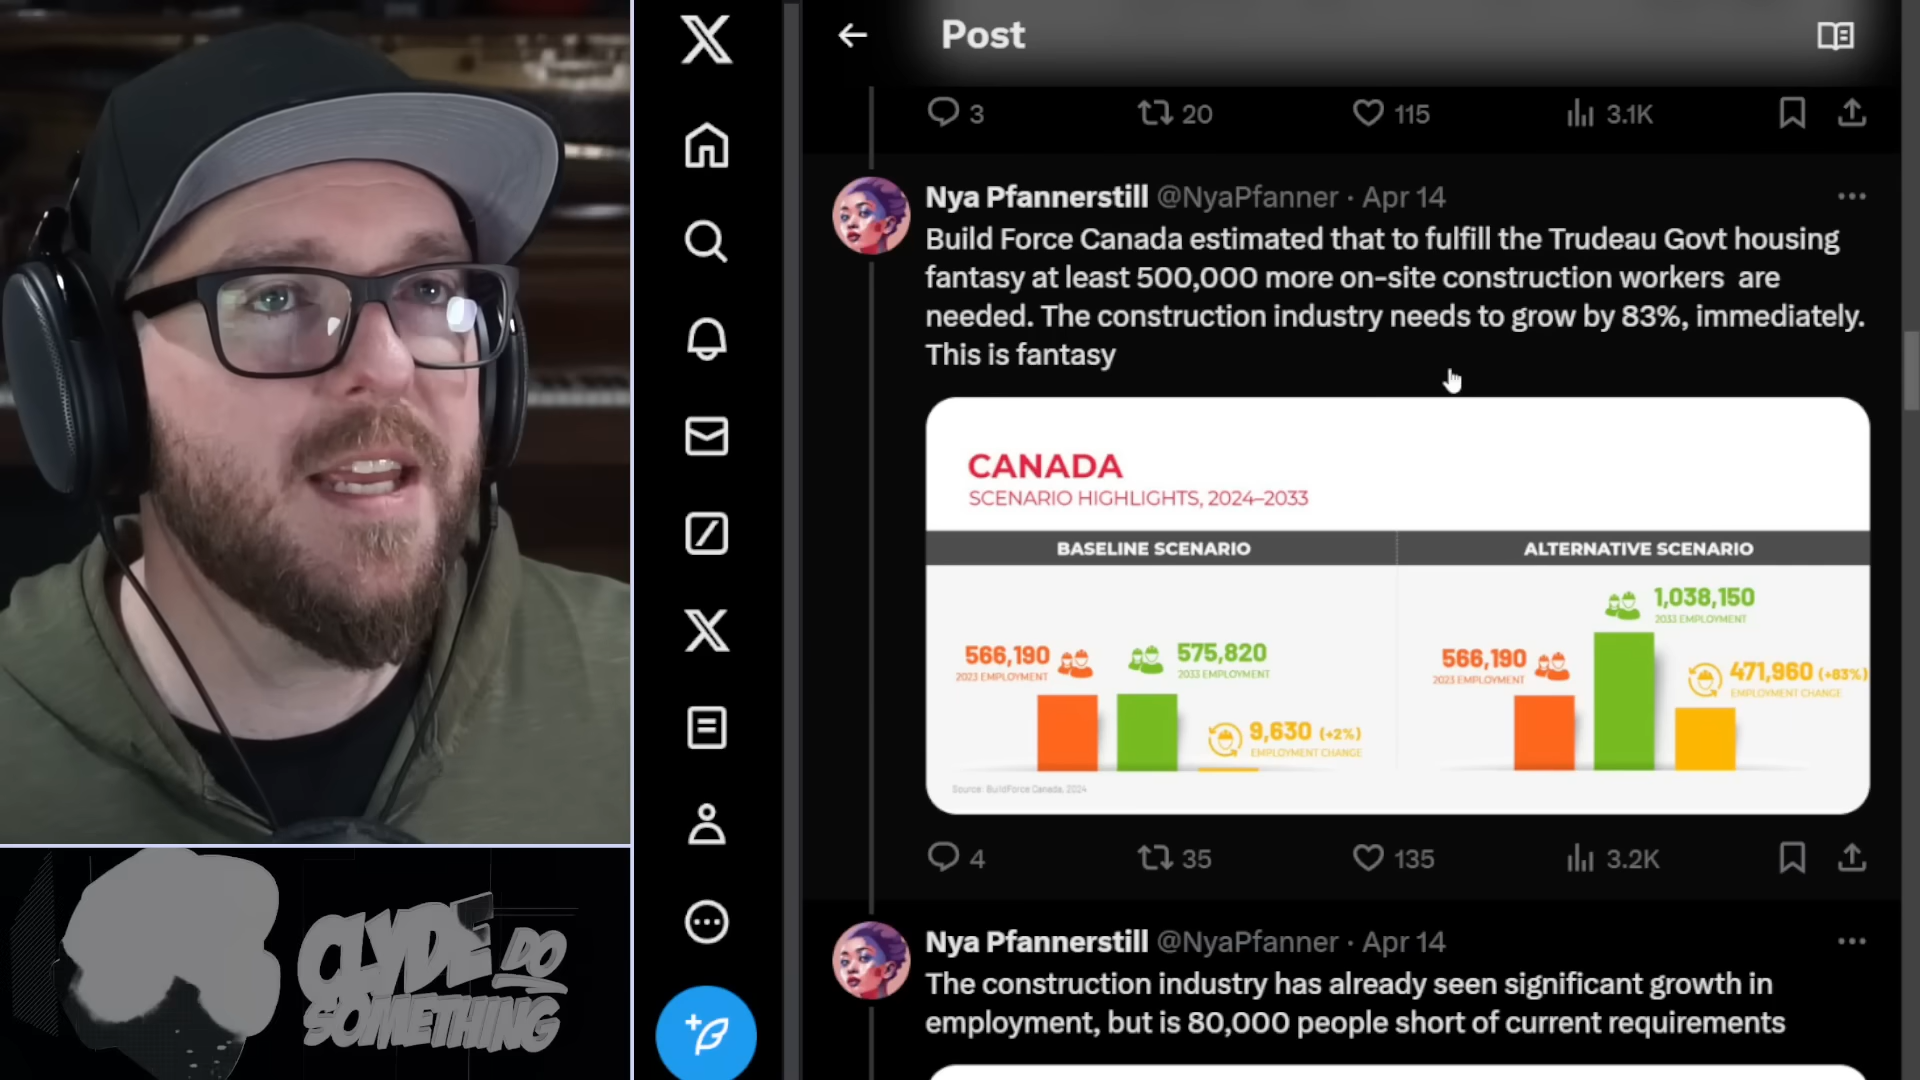 Post
3
20
115
3.1K
Nya Pfannerstill @NyaPfanner · Apr 14
Build Force Canada estimated that to fulfill the Trudeau Govt housing
fantasy at least 500,000 more on-site construction workers are
needed. The construction industry needs to grow by 83%, immediately.
This is fantasy
CANADA
SCENARIO HIGHLIGHTS, 2024–2033
BASELINE SCENARIO
ALTERNATIVE SCENARIO
566,190
2023 EMPLOYMENT
575,820
2033 EMPLOYMENT
9,630 (+2%)
EMPLOYMENT CHANGE
566,190
2023 EMPLOYMENT
1,038,150
2033 EMPLOYMENT
471,960 (+83%)
EMPLOYMENT CHANGE
Source: BuildForce Canada, 2024
4
35
135
3.2K
Nya Pfannerstill @NyaPfanner · Apr 14
The construction industry has already seen significant growth in
employment, but is 80,000 people short of current requirements
CLYDE DO
SOMETHING